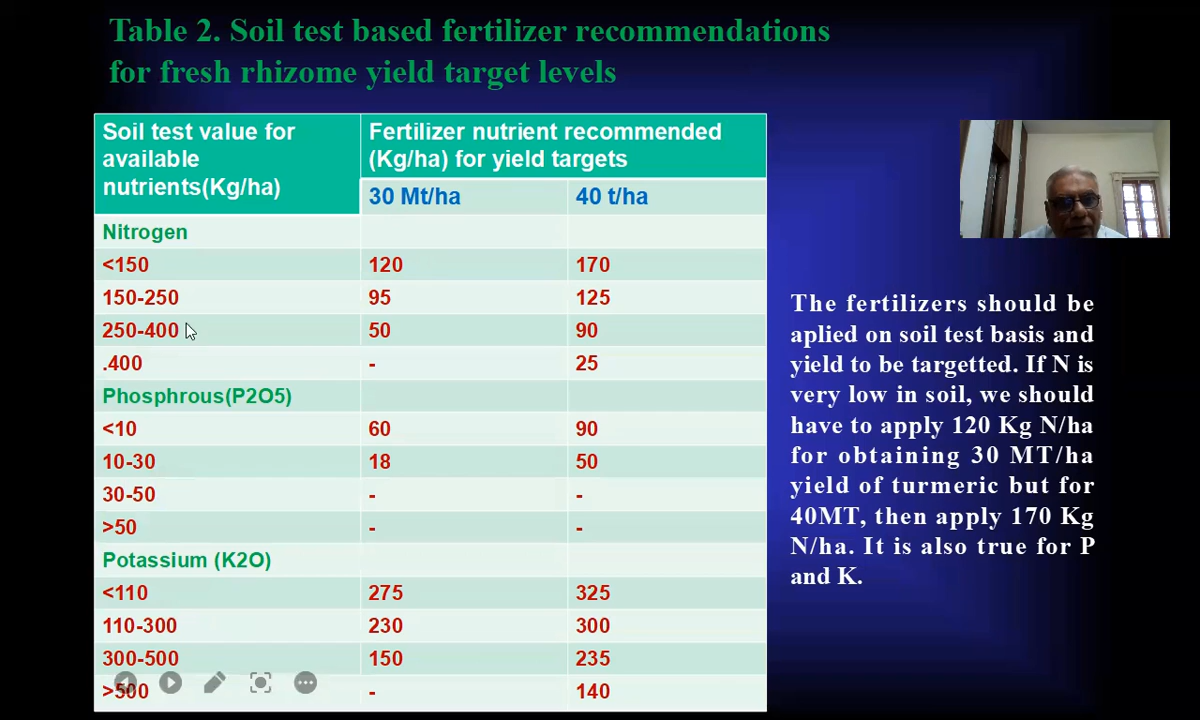 Table 2. Soil test based fertilizer recommendations
for fresh rhizome yield target levels
Soil test value for
available
nutrients(Kg/ha)
Fertilizer nutrient recommended
(Kg/ha) for yield targets
30 Mt/ha 40 t/ha
Nitrogen
<150 120 170
150-250 95 125
250-400 50 90
.400 - 25
Phosphrous(P2O5)
<10 60 90
10-30 18 50
30-50 - -
>50 - -
Potassium (K2O)
<110 275 325
110-300 230 300
300-500 150 235
>500 - 140
The fertilizers should be
aplied on soil test basis and
yield to be targetted. If N is
very low in soil, we should
have to apply 120 Kg N/ha
for obtaining 30 MT/ha
yield of turmeric but for
40MT, then apply 170 Kg
N/ha. It is also true for P
and K.